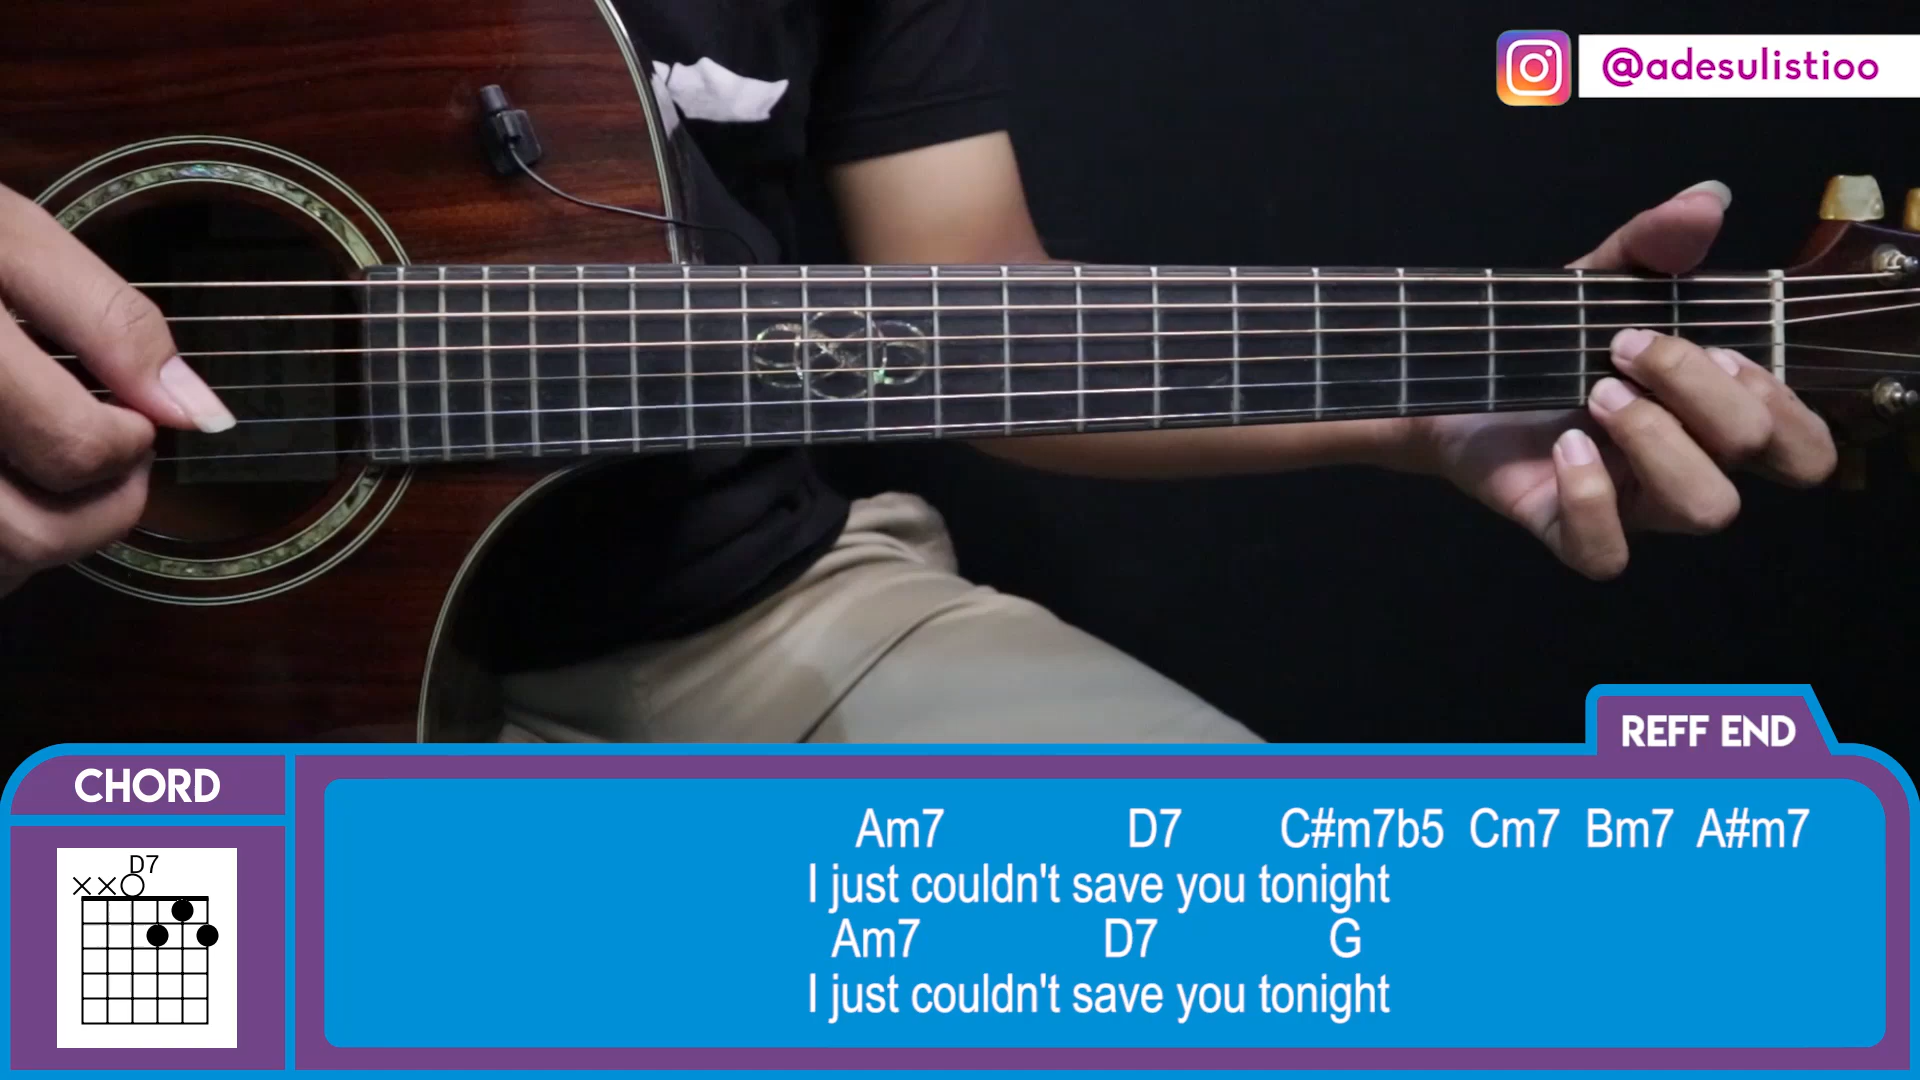 @adesulistioo
REFF END
CHORD
D7
Am7 D7 C#m7b5 Cm7 Bm7 A#m7
I just couldn't save you tonight
Am7 D7 G
I just couldn't save you tonight